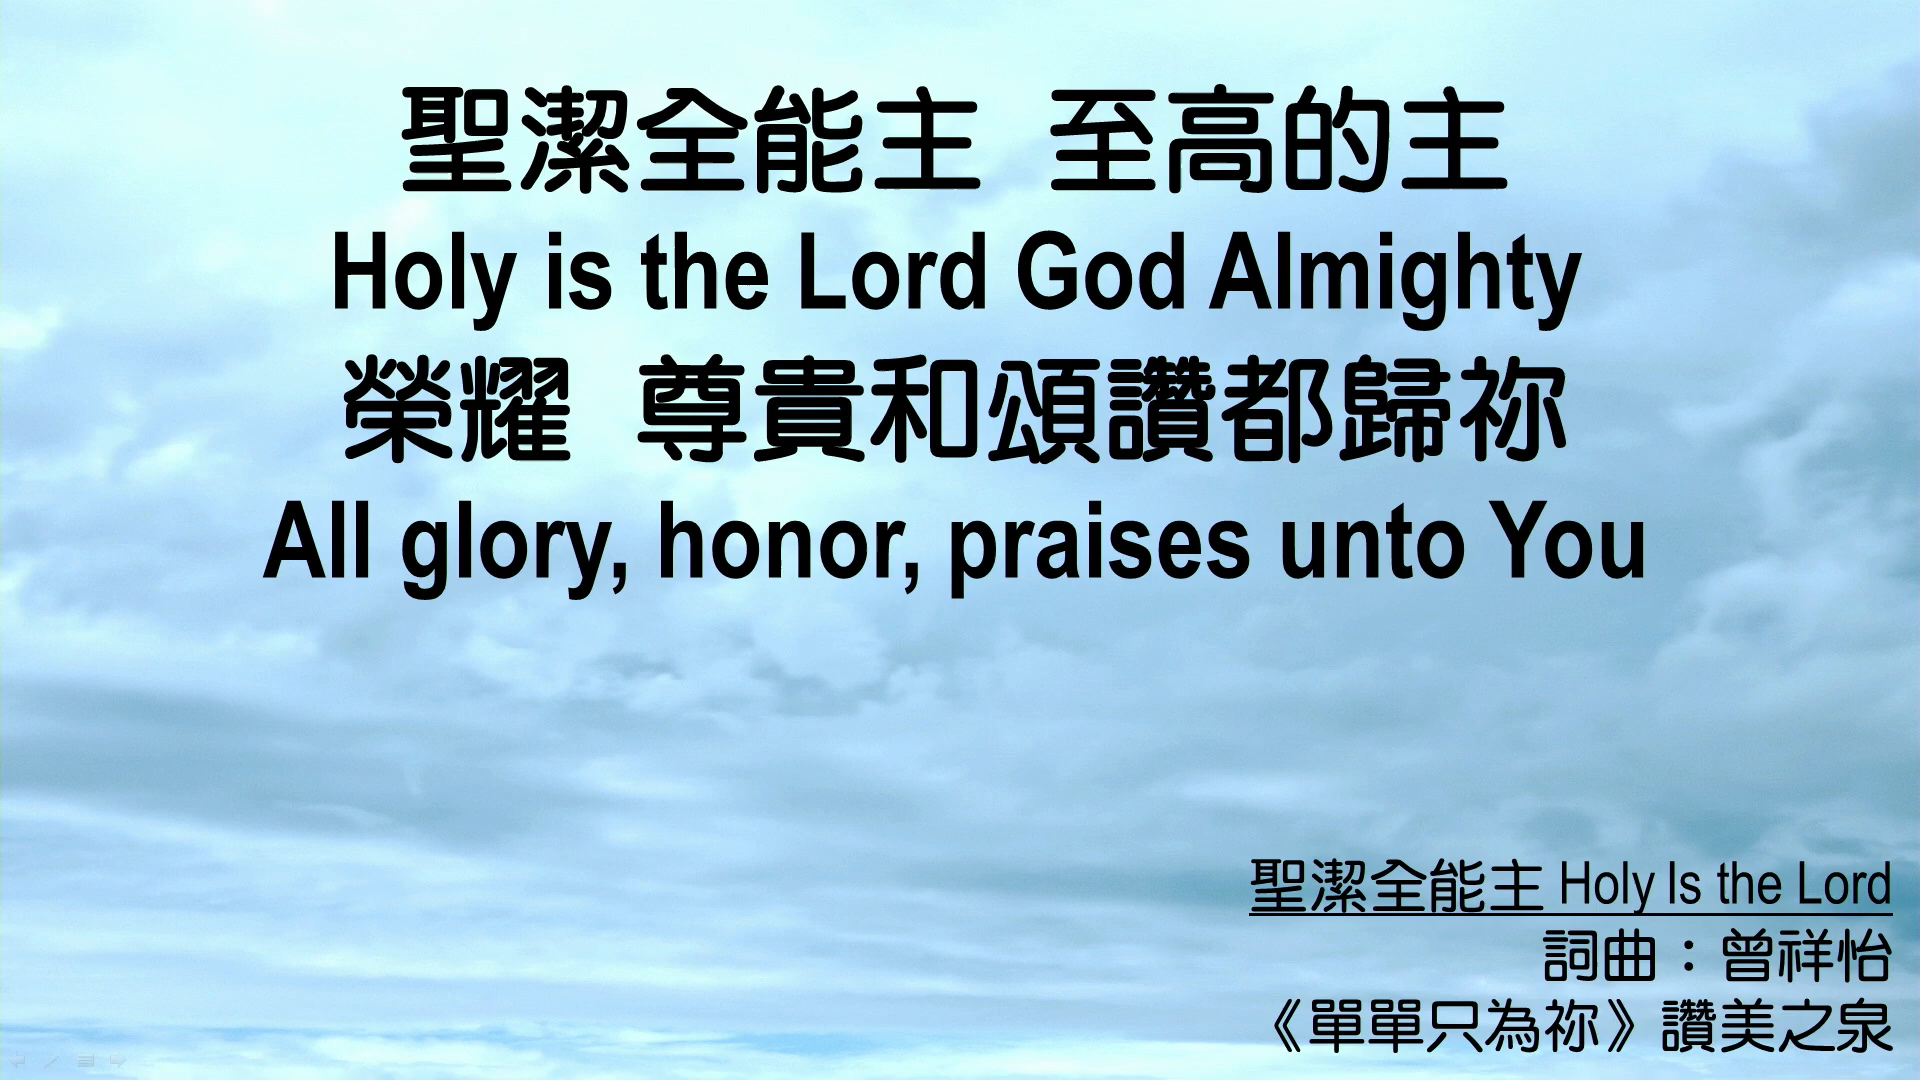 聖潔全能主 至高的主
Holy is the Lord God Almighty
榮耀 尊貴和頌讚都歸祢
All glory, honor, praises unto You
聖潔全能主 Holy Is the Lord
詞曲：曾祥怡
《單單只為祢》讚美之泉